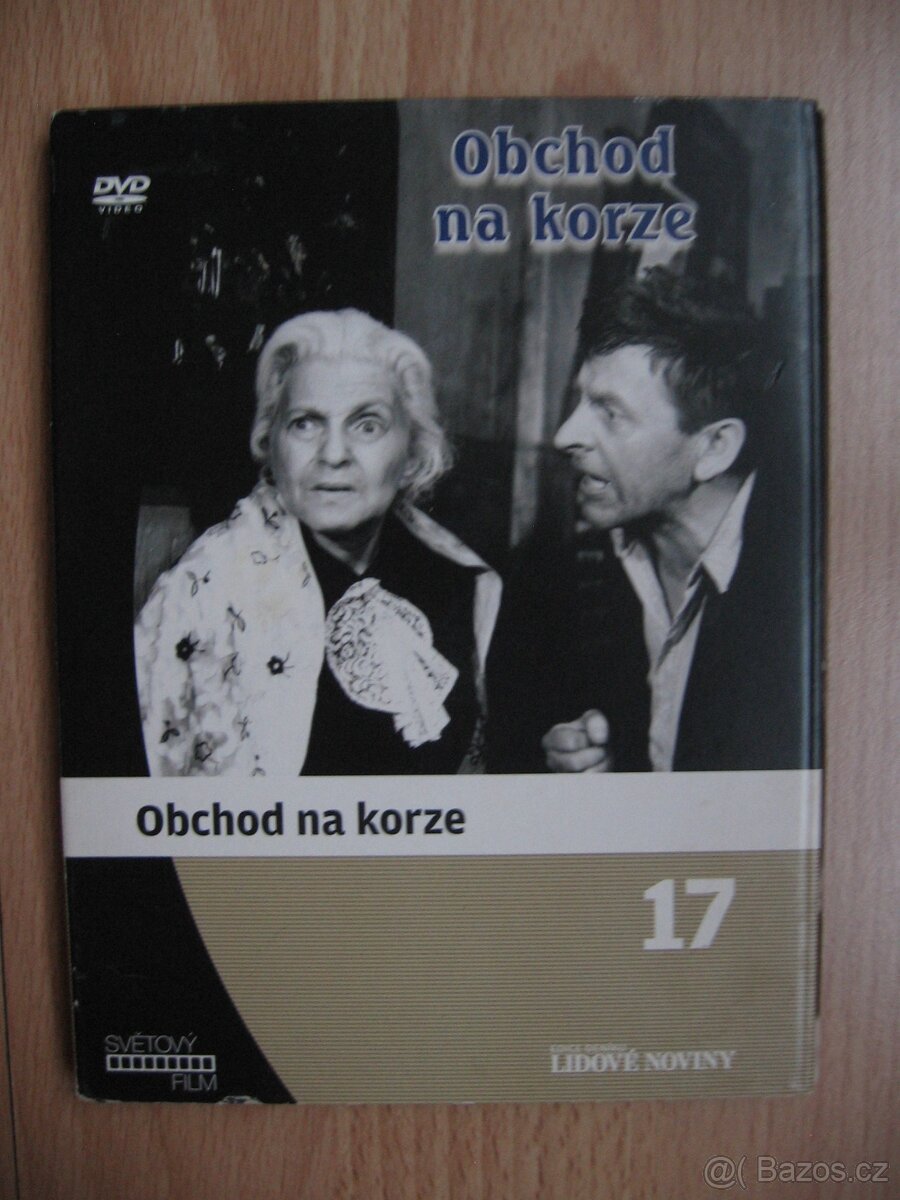 Obchod
na korze
DVD
VIDEO
Obchod na korze
17
SVĚTOVÝ
FILM
LIDOVÉ NOVINY
@( Bazos.cz